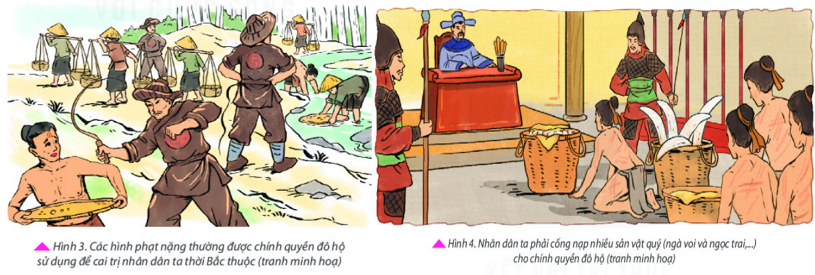 Hình 3. Các hình phạt nặng thường được chính quyền đô hộ
sử dụng để cai trị nhân dân ta thời Bắc thuộc (tranh minh hoạ)
Hình 4. Nhân dân ta phải cống nạp nhiều sản vật quý (ngà voi và ngọc trai,...)
cho chính quyền đô hộ (tranh minh hoạ)